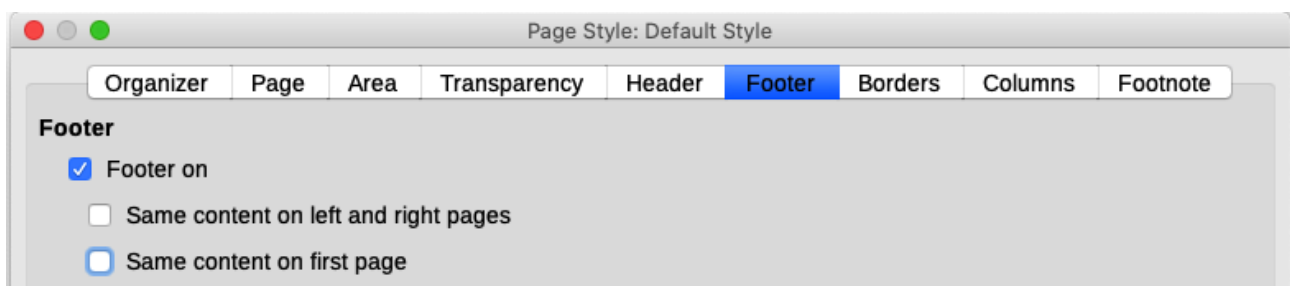 Page Style: Default Style
Organizer Page Area Transparency Header Footer Borders Columns Footnote
Footer
Footer on
Same content on left and right pages
Same content on first page